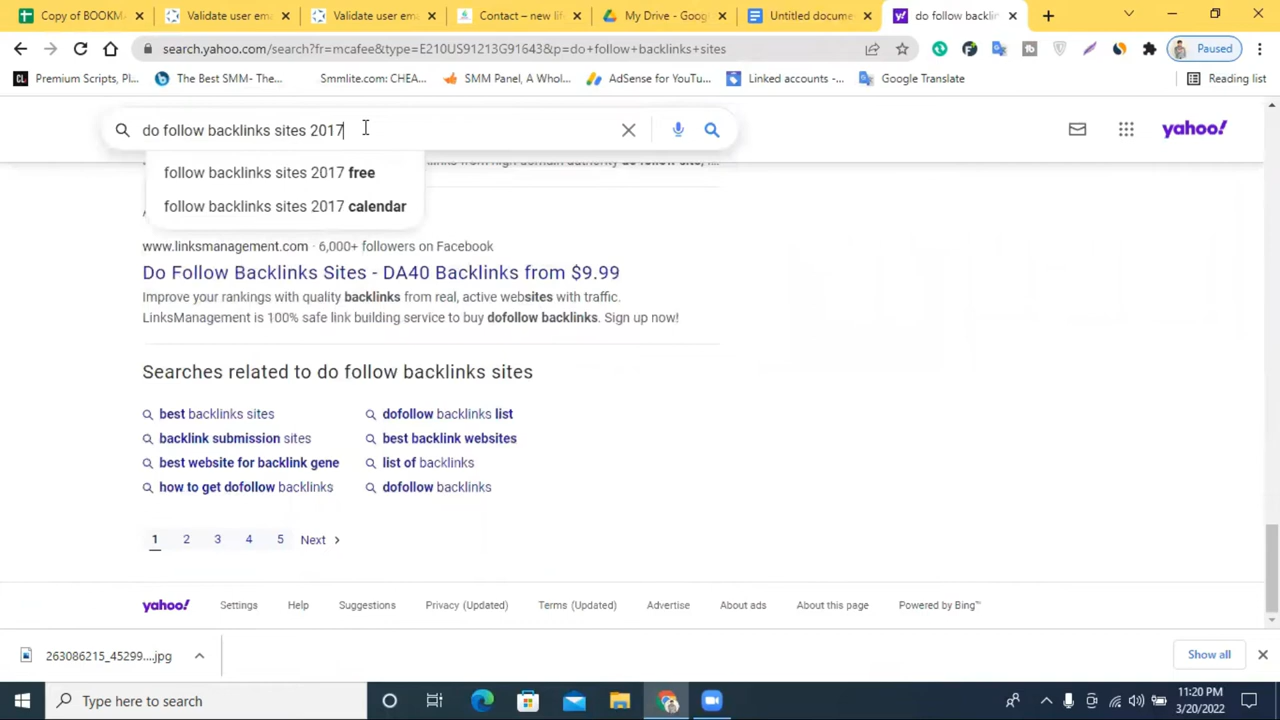 Copy of BOOKM
Validate user ema
Validate user ema
Contact – new life
My Drive - Goog
Untitled docume
do follow backlin
search.yahoo.com/search?fr=mcafee&type=E210US91213G91643&p=do+follow+backlinks+sites
Paused
Premium Scripts, Pl...
The Best SMM- The...
Smmlite.com: CHEA...
SMM Panel, A Whol...
AdSense for YouTu...
Linked accounts -...
Google Translate
Reading list
do follow backlinks sites 2017
yahoo!
follow backlinks sites 2017 free
follow backlinks sites 2017 calendar
www.linksmanagement.com · 6,000+ followers on Facebook
Do Follow Backlinks Sites - DA40 Backlinks from $9.99
Improve your rankings with quality backlinks from real, active websites with traffic.
LinksManagement is 100% safe link building service to buy dofollow backlinks. Sign up now!
Searches related to do follow backlinks sites
best backlinks sites
dofollow backlinks list
backlink submission sites
best backlink websites
best website for backlink gene
list of backlinks
how to get dofollow backlinks
dofollow backlinks
1 2 3 4 5 Next >
yahoo!
Settings
Help
Suggestions
Privacy (Updated)
Terms (Updated)
Advertise
About ads
About this page
Powered by Bing™
263086215_45299....jpg
Show all
Type here to search
11:20 PM
3/20/2022